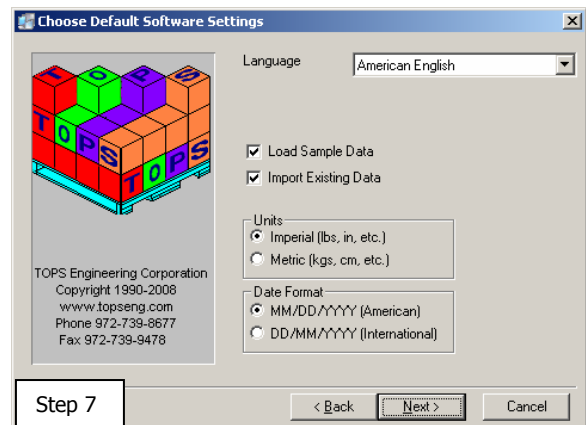 Choose Default Software Settings
T O P S
T O P S
T O P S
TOPS Engineering Corporation
Copyright 1990-2008
www.topseng.com
Phone 972-739-8677
Fax 972-739-9478
Language
American English
Load Sample Data
Import Existing Data
Units
Imperial (lbs, in, etc.)
Metric (kgs, cm, etc.)
Date Format
MM/DD/YYYY (American)
DD/MM/YYYY (International)
Step 7
< Back
Next >
Cancel